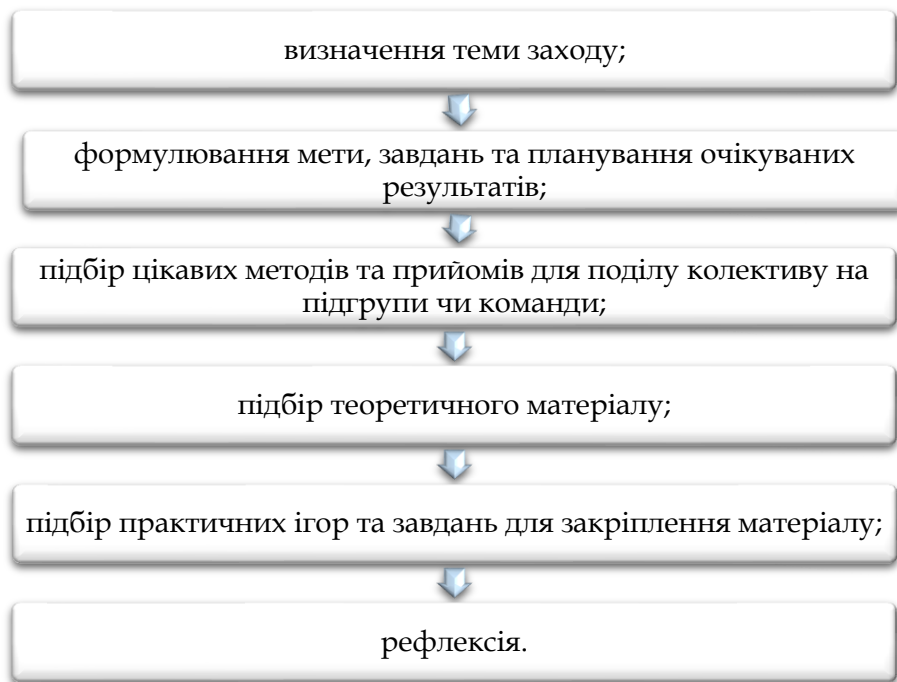 визначення теми заходу;
формулювання мети, завдань та планування очікуваних
результатів;
підбір цікавих методів та прийомів для поділу колективу на
підгрупи чи команди;
підбір теоретичного матеріалу;
підбір практичних ігор та завдань для закріплення матеріалу;
рефлексія.